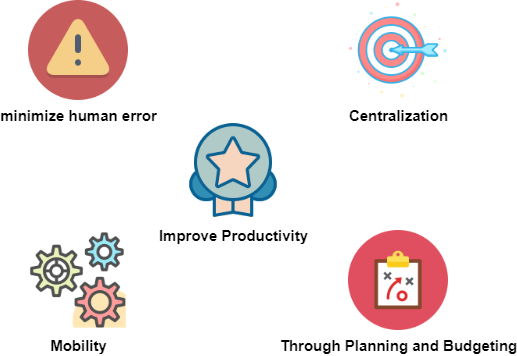 minimize human error
Centralization
Improve Productivity
Mobility
Through Planning and Budgeting